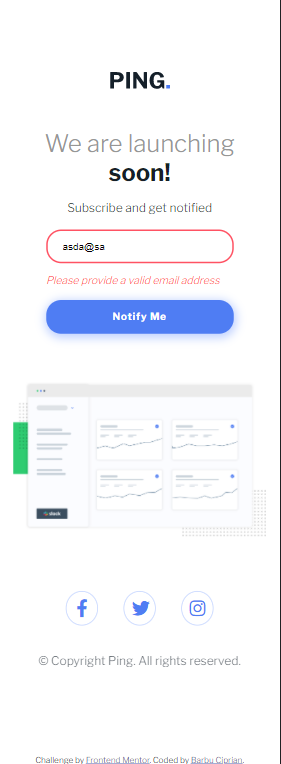 PING.
We are launching
soon!
Subscribe and get notified
asda@sa
Please provide a valid email address
Notify Me
slack
© Copyright Ping. All rights reserved.
Challenge by Frontend Mentor. Coded by Barbu Ciprian.